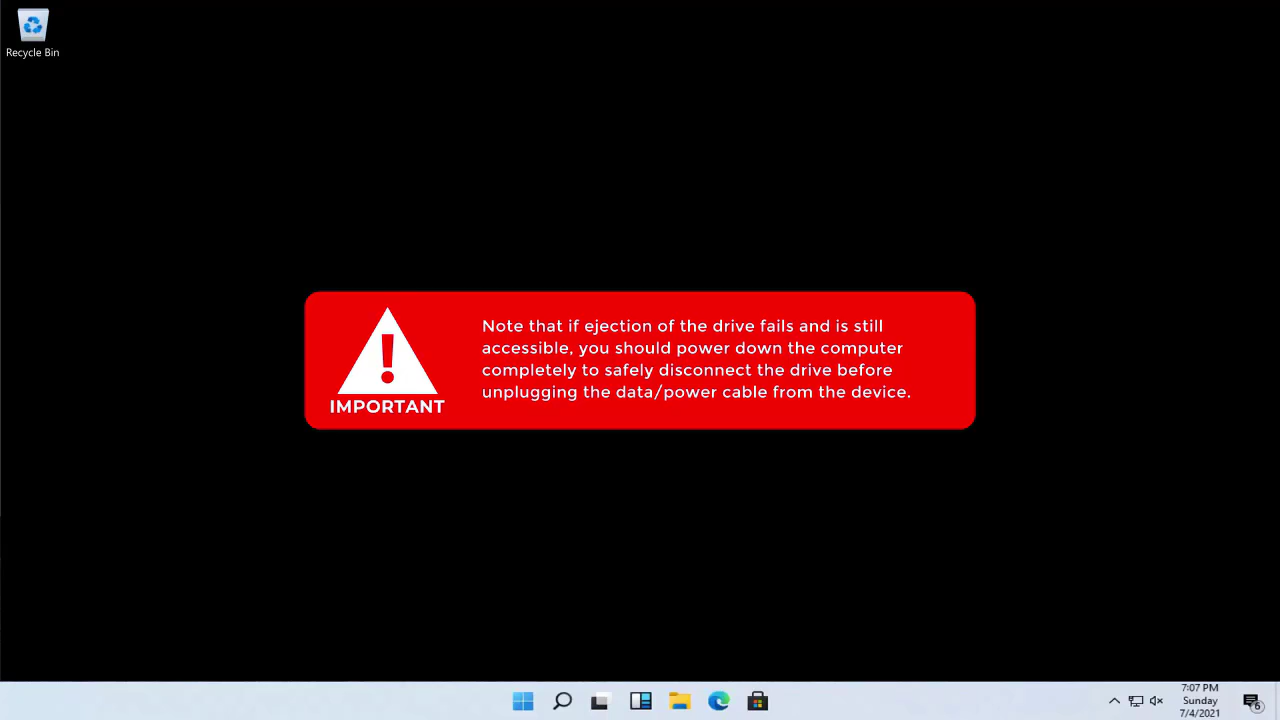 Recycle Bin
Note that if ejection of the drive fails and is still
accessible, you should power down the computer
completely to safely disconnect the drive before
unplugging the data/power cable from the device.
IMPORTANT
7:07 PM
Sunday
7/4/2021
6